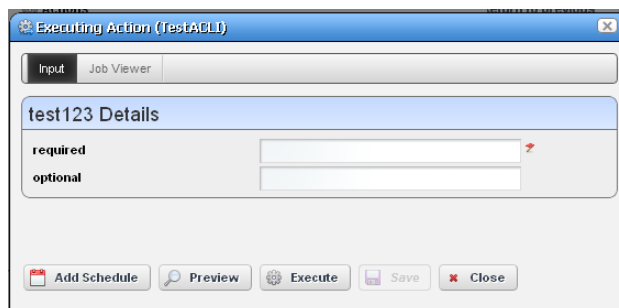 Executing Action (TestACLI)
Input Job Viewer
test123 Details
required
optional
Add Schedule Preview Execute Save Close